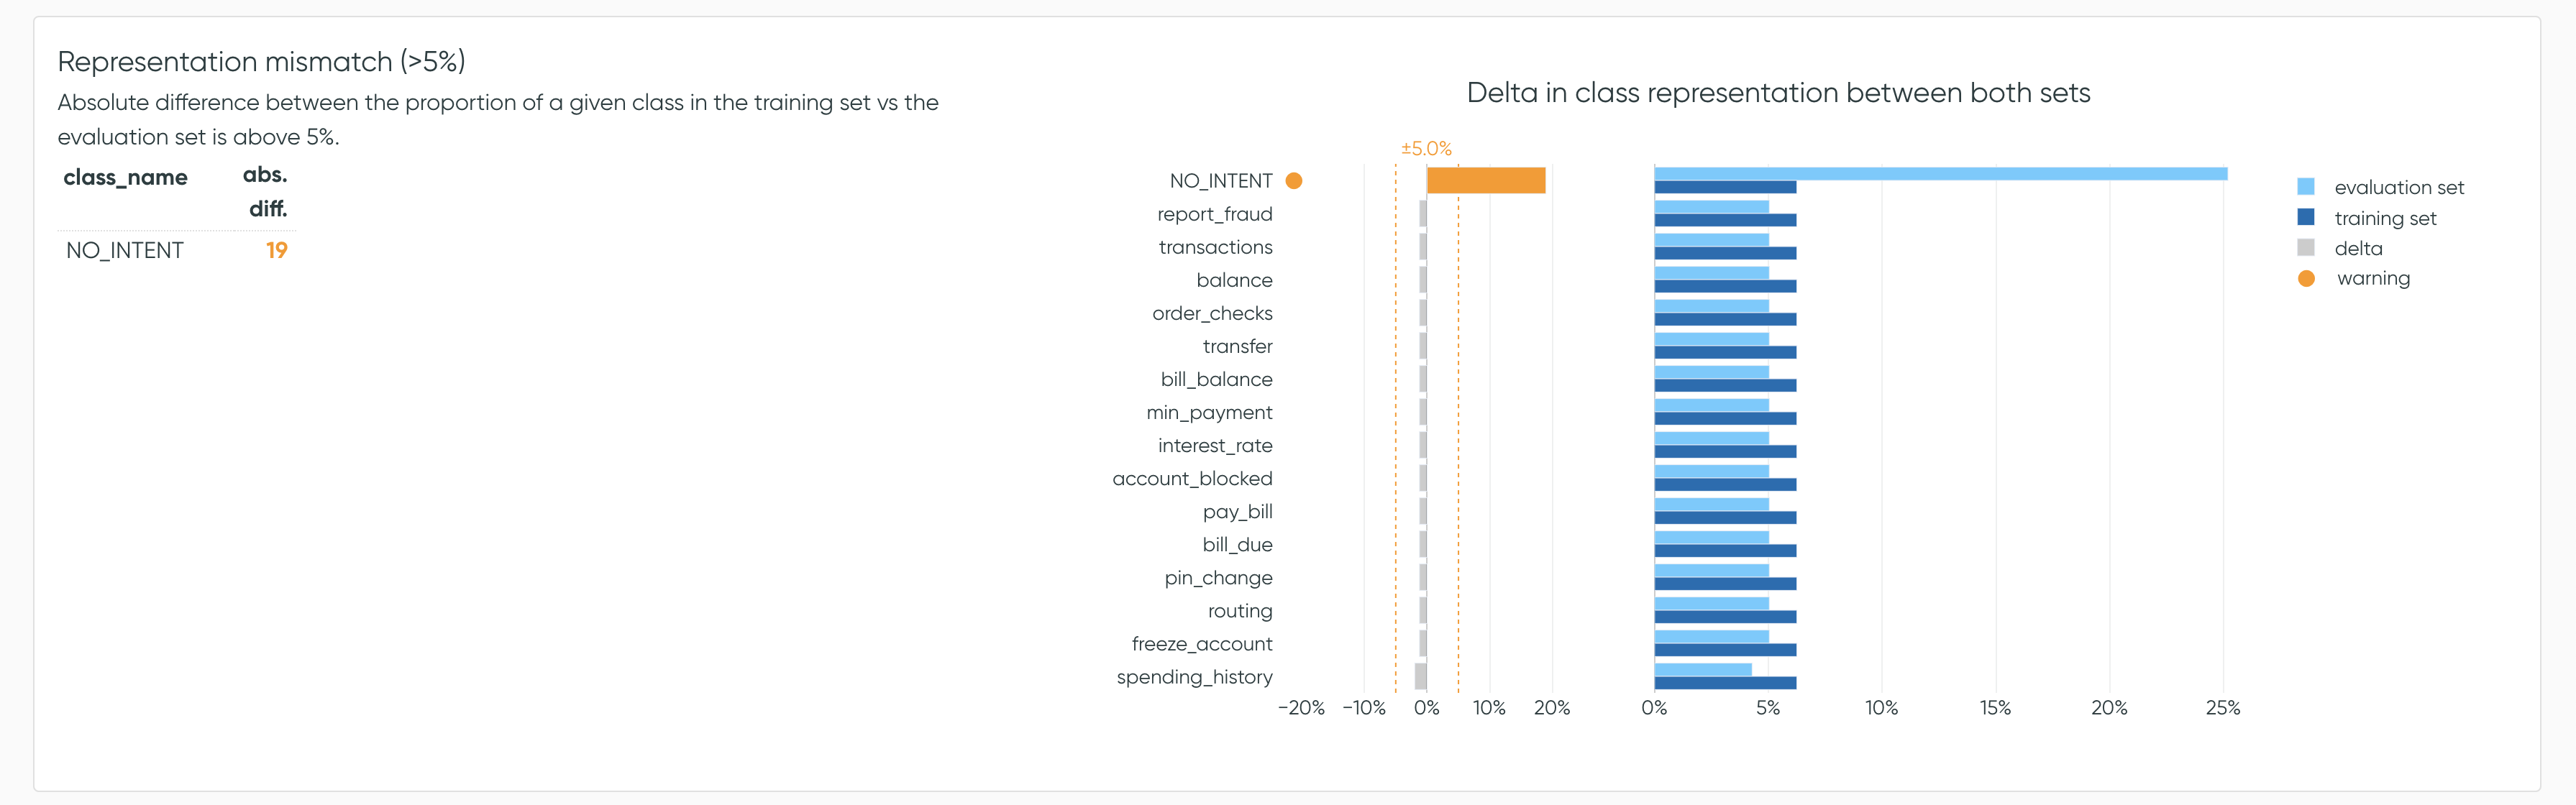 Representation mismatch (>5%)
Absolute difference between the proportion of a given class in the training set vs the
evaluation set is above 5%.
class_name abs.
diff.
NO_INTENT 19
Delta in class representation between both sets
±5.0%
NO_INTENT
report_fraud
transactions
balance
order_checks
transfer
bill_balance
min_payment
interest_rate
account_blocked
pay_bill
bill_due
pin_change
routing
freeze_account
spending_history
−20% −10% 0% 10% 20%
0% 5% 10% 15% 20% 25%
evaluation set
training set
delta
warning